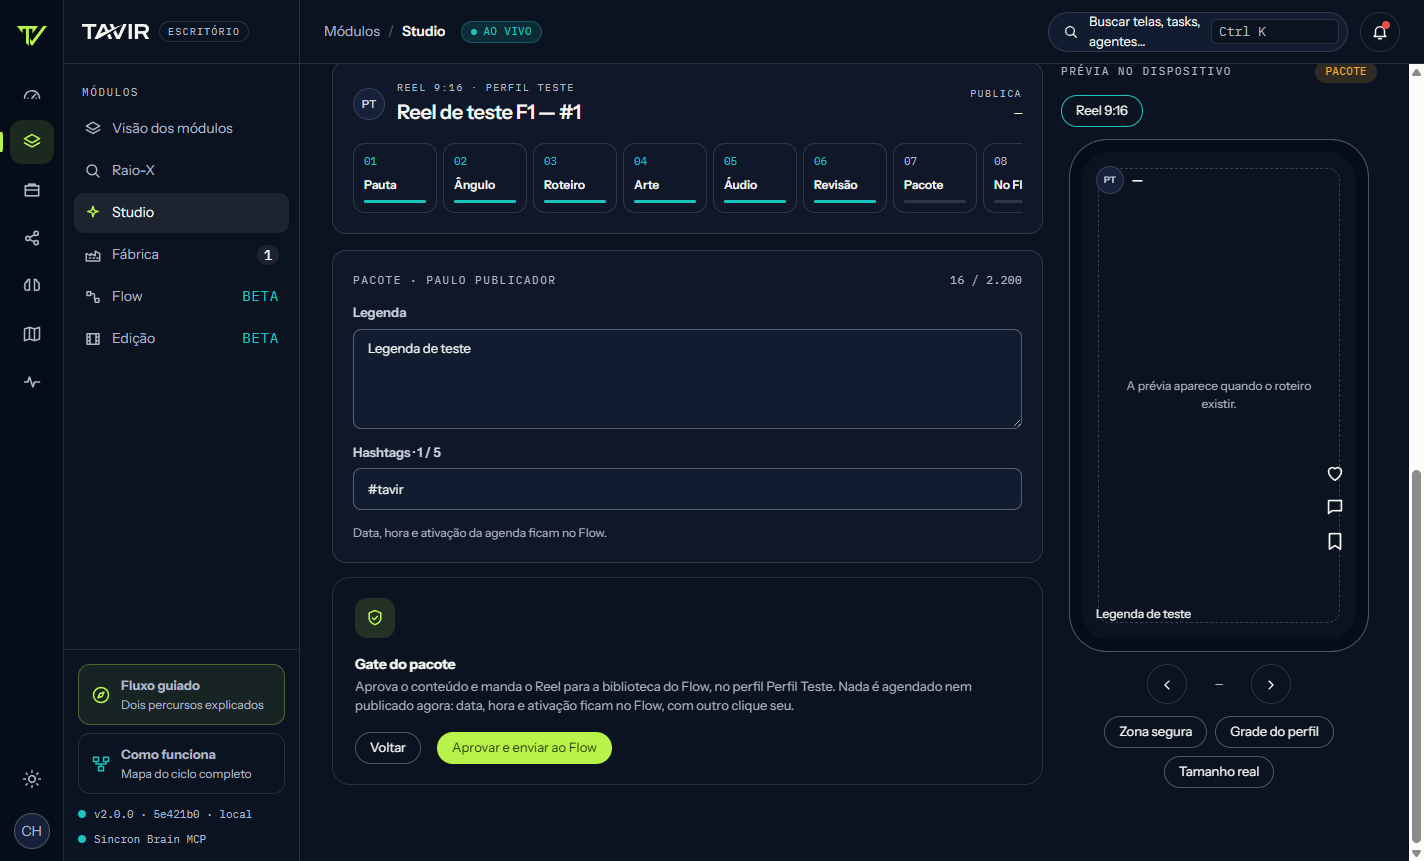 TAVIR ESCRITÓRIO
Módulos / Studio AO VIVO
Buscar telas, tasks,
agentes... Ctrl K
MÓDULOS
Visão dos módulos
Raio-X
Studio
Fábrica 1
Flow BETA
Edição BETA
Fluxo guiado
Dois percursos explicados
Como funciona
Mapa do ciclo completo
v2.0.0 · 5e421b0 · local
Sincron Brain MCP
CH
PT
REEL 9:16 · PERFIL TESTE
Reel de teste F1 — #1
PUBLICA
—
01 02 03 04 05 06 07 08
Pauta Ângulo Roteiro Arte Áudio Revisão Pacote No Fl
PACOTE · PAULO PUBLICADOR 16 / 2.200
Legenda
Legenda de teste
Hashtags · 1 / 5
#tavir
Data, hora e ativação da agenda ficam no Flow.
Gate do pacote
Aprova o conteúdo e manda o Reel para a biblioteca do Flow, no perfil Perfil Teste. Nada é agendado nem
publicado agora: data, hora e ativação ficam no Flow, com outro clique seu.
Voltar Aprovar e enviar ao Flow
PRÉVIA NO DISPOSITIVO PACOTE
Reel 9:16
PT —
A prévia aparece quando o roteiro
existir.
Legenda de teste
—
Zona segura Grade do perfil
Tamanho real